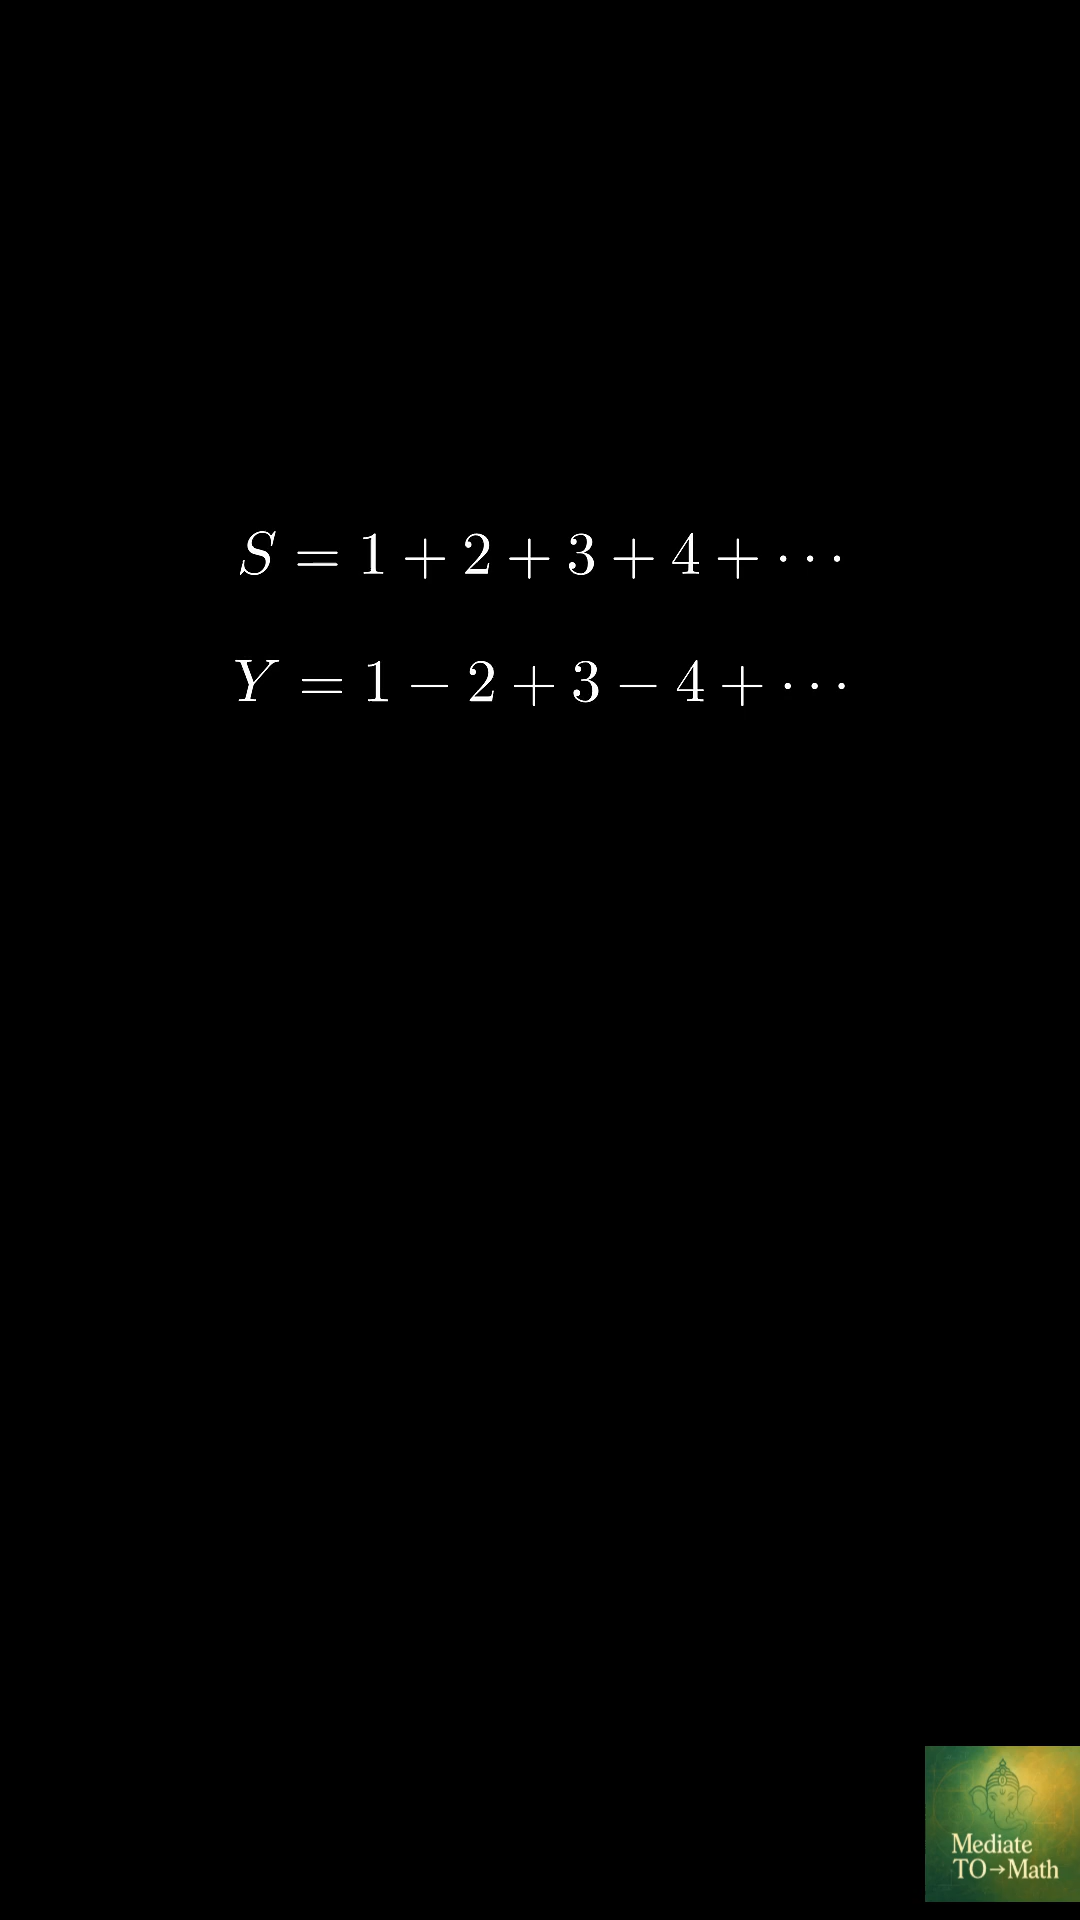 S = 1 + 2 + 3 + 4 + ⋯
Y = 1 − 2 + 3 − 4 + ⋯
Mediate
TO→Math